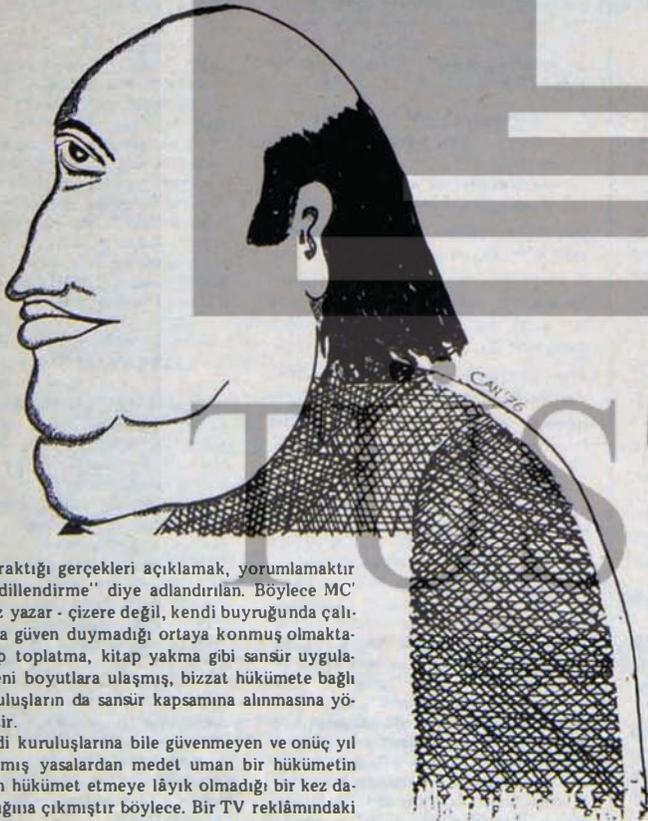 CAN'76
TÜS
raktığı gerçekleri açıklamak, yorumlamaktır
dillendirme" diye adlandırılan. Böylece MC'
z yazar - çizere değil, kendi buyruğunda çalı-
a güven duymadığı ortaya konmuş olmakta-
p toplatma, kitap yakma gibi sansür uygula-
eni boyutlara ulaşmış, bizzat hükümete bağlı
uluşların da sansür kapsamına alınmasına yö-
ir.
di kuruluşlarına bile güvenmeyen ve onüç yıl
mış yasalardan medet uman bir hükümetin
n hükümet etmeye lâyık olmadığı bir kez da-
ığına çıkmıştır böylece. Bir TV reklâmındaki